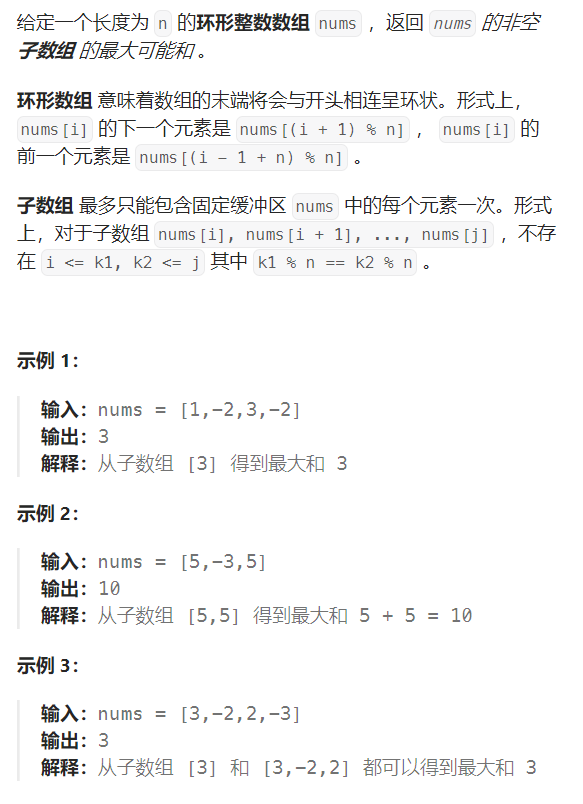 给定一个长度为 n 的环形整数数组 nums ，返回 nums 的非空
子数组 的最大可能和 。
环形数组 意味着数组的末端将会与开头相连呈环状。形式上，
nums[i] 的下一个元素是 nums[(i + 1) % n] ， nums[i] 的
前一个元素是 nums[(i - 1 + n) % n] 。
子数组 最多只能包含固定缓冲区 nums 中的每个元素一次。形式
上，对于子数组 nums[i], nums[i + 1], ..., nums[j] ，不存
在 i <= k1, k2 <= j 其中 k1 % n == k2 % n 。
示例 1：
输入：nums = [1,-2,3,-2]
输出：3
解释：从子数组 [3] 得到最大和 3
示例 2：
输入：nums = [5,-3,5]
输出：10
解释：从子数组 [5,5] 得到最大和 5 + 5 = 10
示例 3：
输入：nums = [3,-2,2,-3]
输出：3
解释：从子数组 [3] 和 [3,-2,2] 都可以得到最大和 3